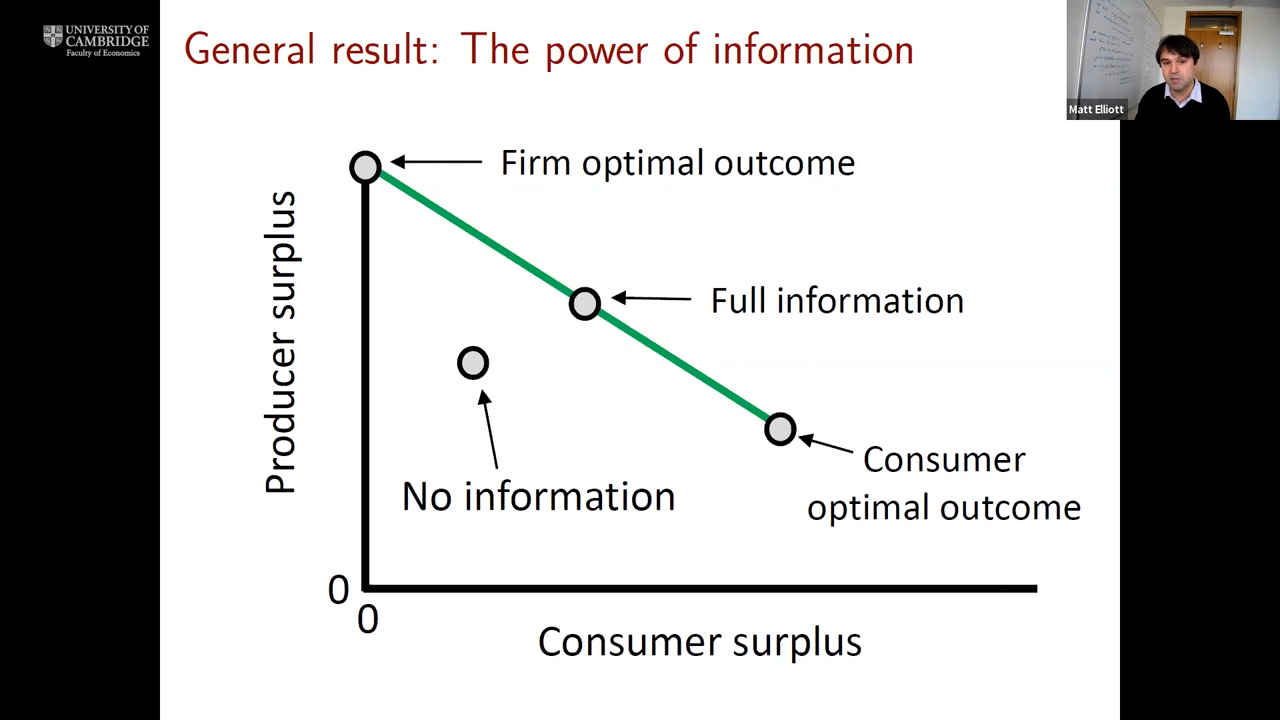 UNIVERSITY OF
CAMBRIDGE
Faculty of Economics
General result: The power of information
Matt Elliott
Firm optimal outcome
Producer surplus
Full information
Consumer
optimal outcome
No information
0
0
Consumer surplus